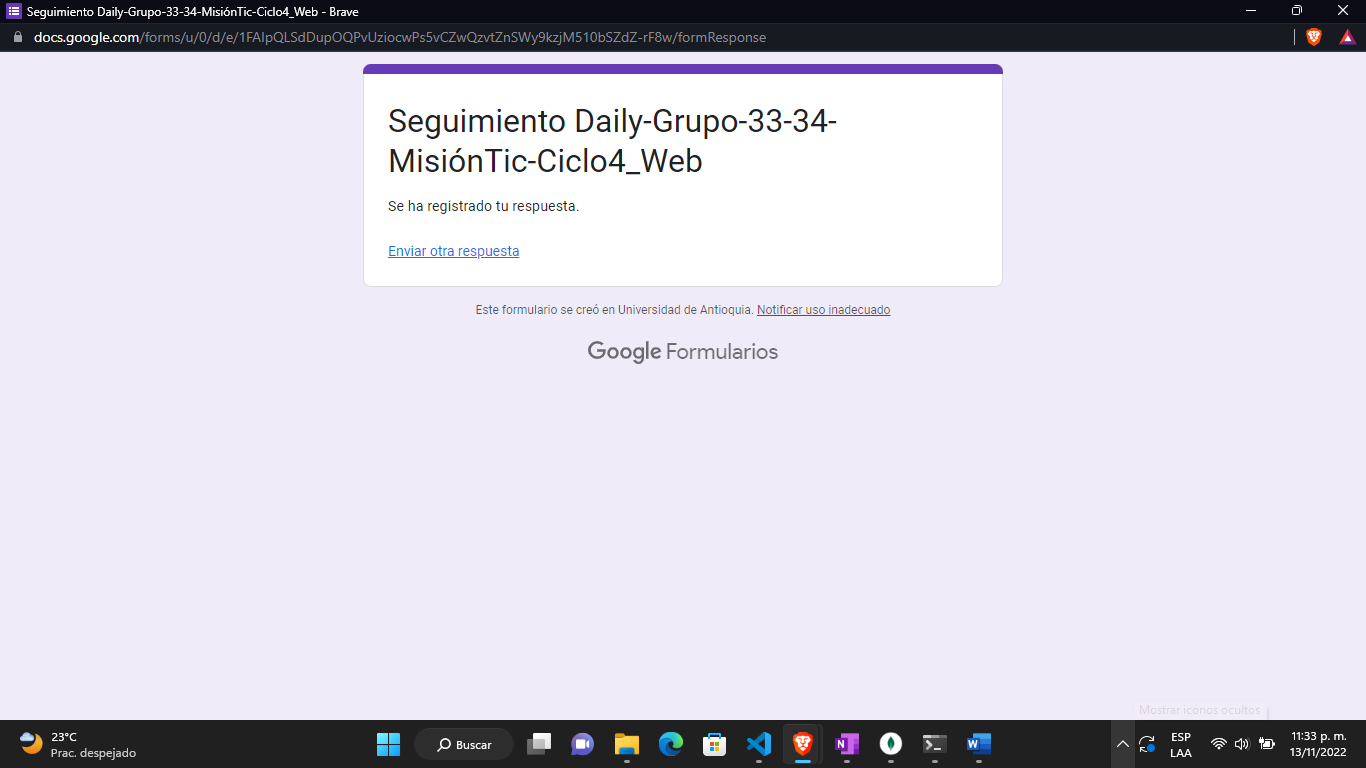 Seguimiento Daily-Grupo-33-34-MisiónTic-Ciclo4_Web - Brave
docs.google.com/forms/u/0/d/e/1FAIpQLSdDupOQPvUziocwPs5vCZwQzvtZnSWy9kzjM510bSZdZ-rF8w/formResponse
Seguimiento Daily-Grupo-33-34-
MisiónTic-Ciclo4_Web
Se ha registrado tu respuesta.
Enviar otra respuesta
Este formulario se creó en Universidad de Antioquia. Notificar uso inadecuado
Google Formularios
Mostrar iconos ocultos
23°C
Prac. despejado
Buscar
ESP
LAA
11:33 p. m.
13/11/2022